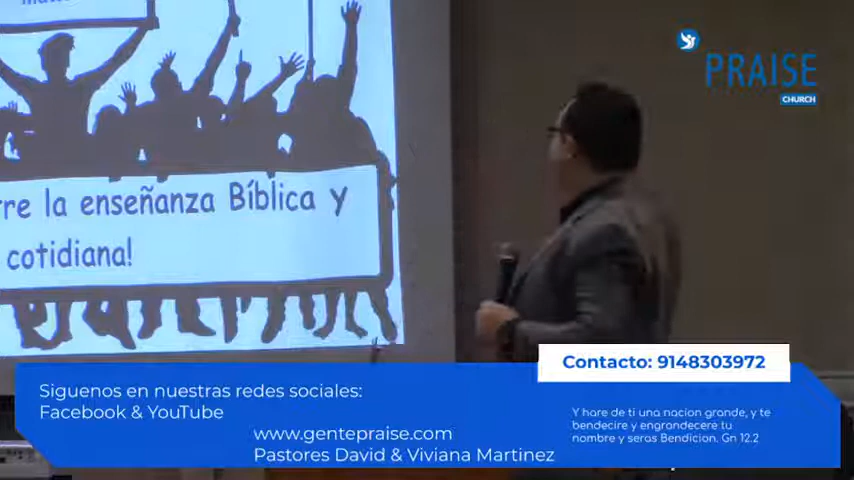 PRAISE
CHURCH
la enseñanza Bíblica y
cotidiana!
Contacto: 9148303972
Siguenos en nuestras redes sociales:
Facebook & YouTube
www.gentepraise.com
Pastores David & Viviana Martinez
Y hare de ti una nacion grande, y te
bendecire y engrandecere tu
nombre y seras Bendicion. Gn 12.2